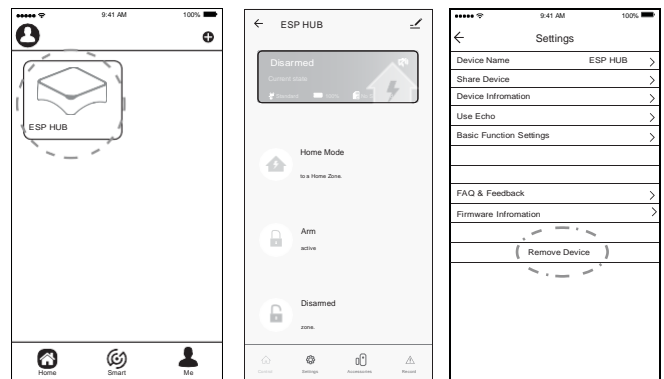 9:41 AM 100%
ESP HUB
Home Smart Me
ESP HUB
Disarmed
Current state
Standard 100%
Home Mode
to a Home Zone.
Arm
active
Disarmed
zone.
Settings Accessories Record
9:41 AM 100%
Settings
Device Name ESP HUB
Share Device
Device Infromation
Use Echo
Basic Function Settings
FAQ & Feedback
Firmware Infromation
Remove Device